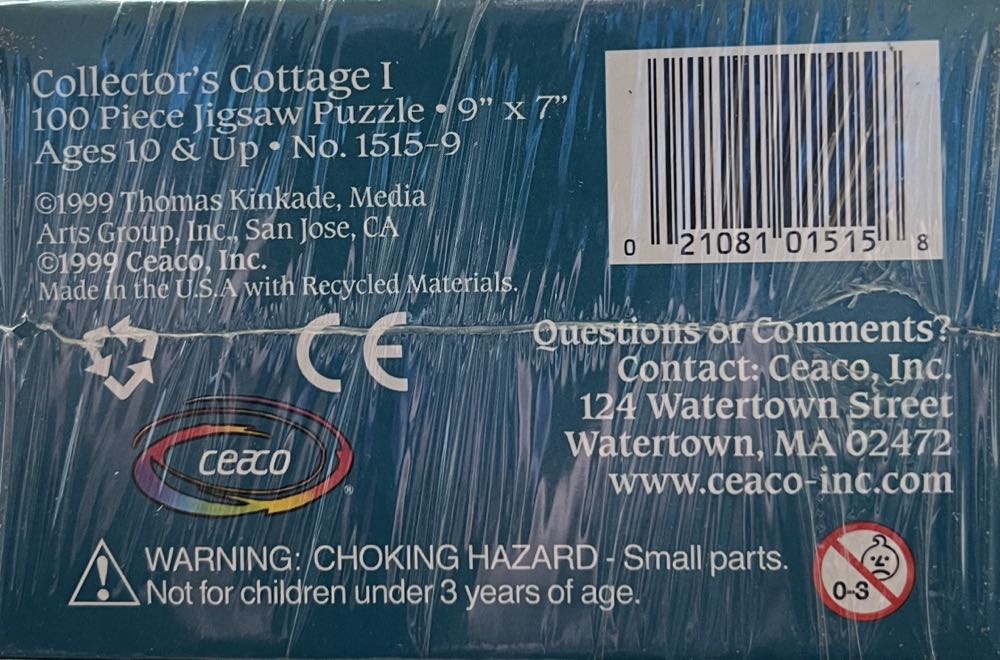 Collector's Cottage I
100 Piece Jigsaw Puzzle • 9" x 7"
Ages 10 & Up • No. 1515-9
©1999 Thomas Kinkade, Media
Arts Group, Inc., San Jose, CA
©1999 Ceaco, Inc.
Made in the U.S.A with Recycled Materials.
0 21081 01515 8
CE
Questions or Comments?
Contact: Ceaco, Inc.
124 Watertown Street
Watertown, MA 02472
www.ceaco-inc.com
ceaco®
WARNING: CHOKING HAZARD - Small parts.
Not for children under 3 years of age.
0-3